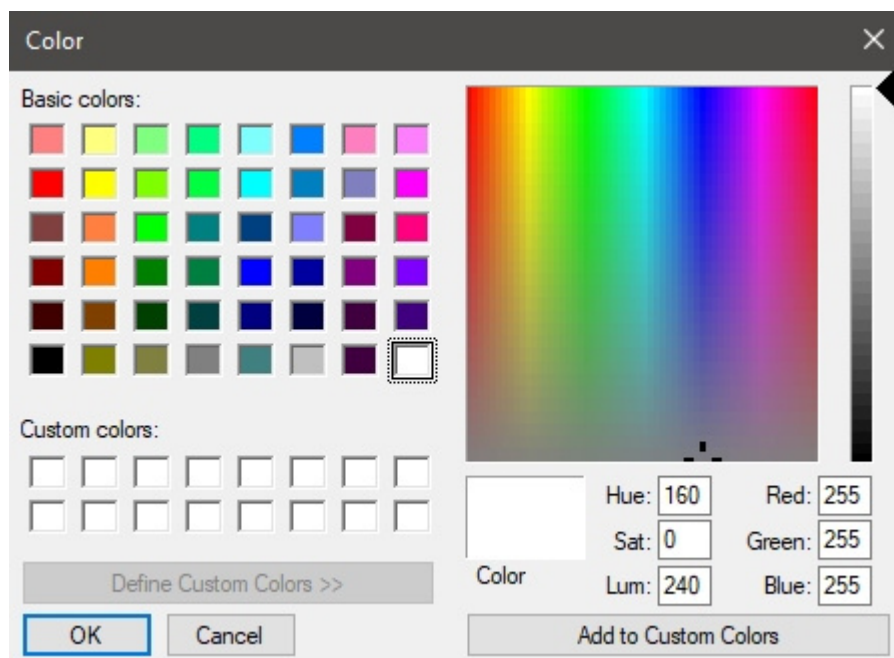 Color
Basic colors:
Custom colors:
Define Custom Colors >>
OK Cancel
Color
Hue: 160 Red: 255
Sat: 0 Green: 255
Lum: 240 Blue: 255
Add to Custom Colors